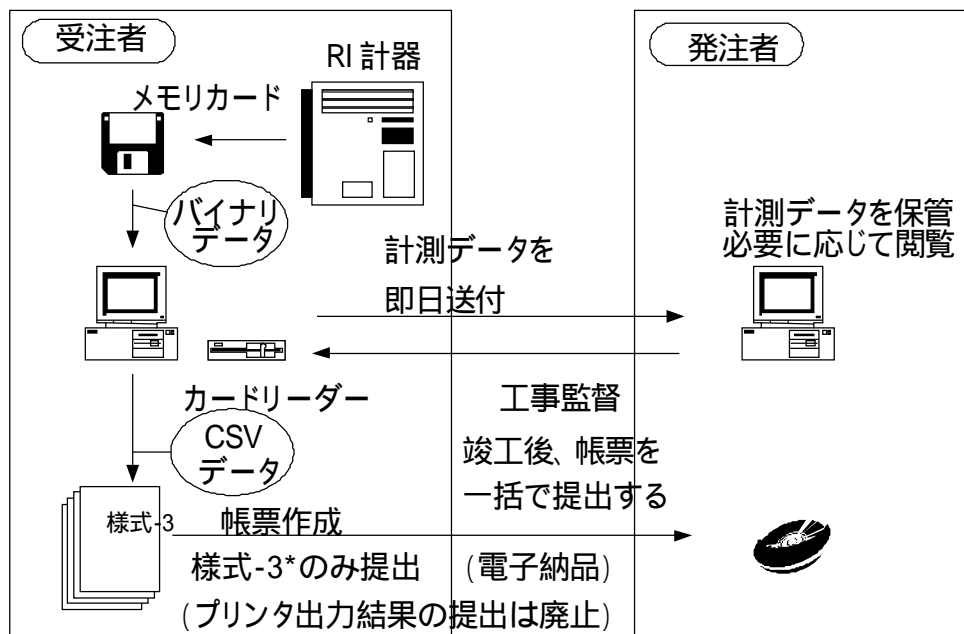 受注者
RI 計器
メモリカード
バイナリ
データ
計測データを
即日送付
カードリーダー
CSV
データ
様式-3
帳票作成
様式-3*のみ提出 (電子納品)
(プリンタ出力結果の提出は廃止)
工事監督
竣工後、帳票を
一括で提出する
発注者
計測データを保管
必要に応じて閲覧